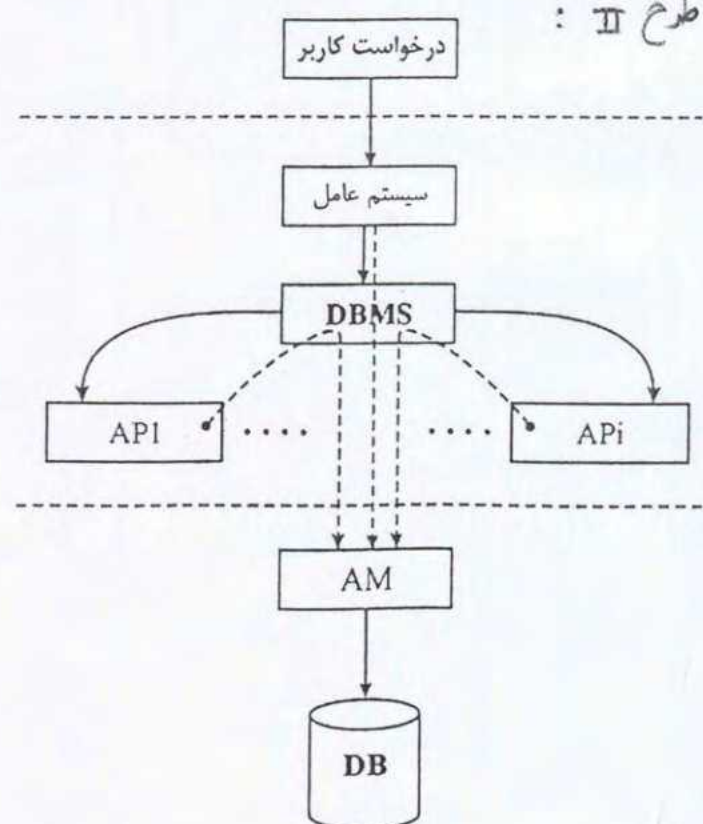 طرح II :
درخواست کاربر
سیستم عامل
DBMS
AP1 .... .... APi
AM
DB